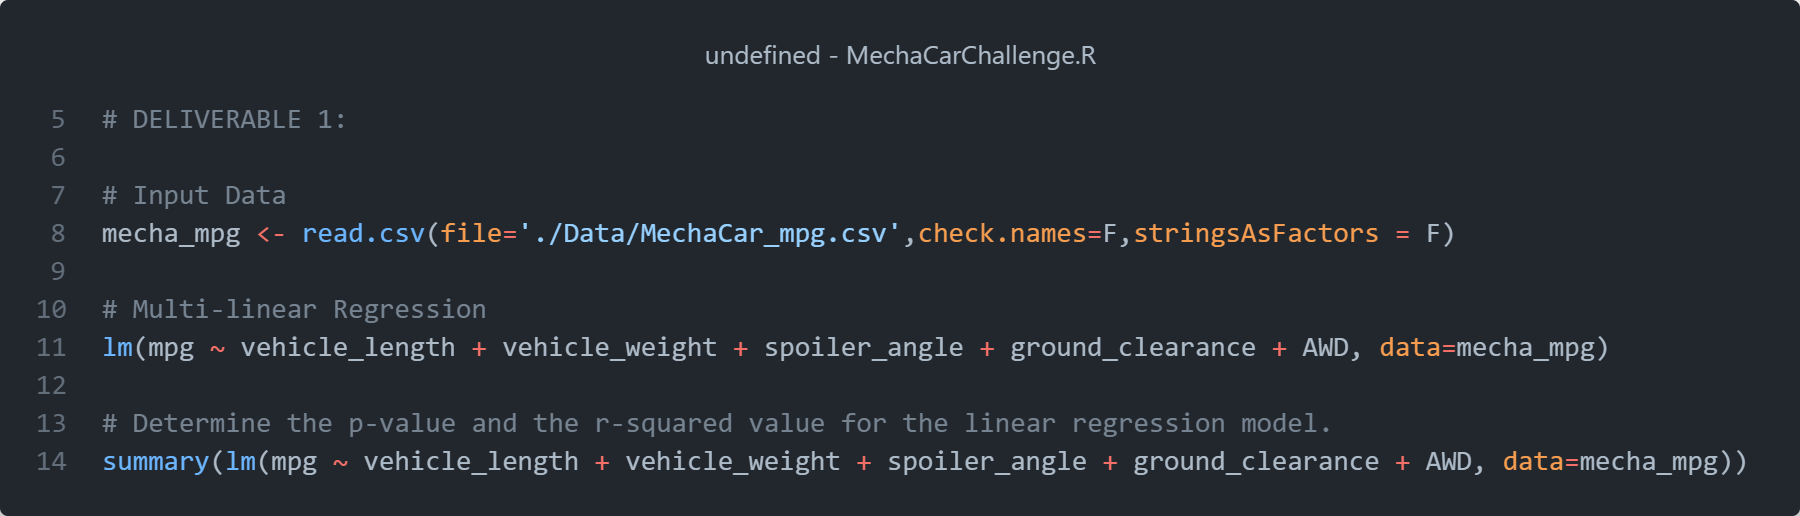 undefined - MechaCarChallenge.R
5 # DELIVERABLE 1:
6
7 # Input Data
8 mecha_mpg <- read.csv(file='./Data/MechaCar_mpg.csv',check.names=F,stringsAsFactors = F)
9
10 # Multi-linear Regression
11 lm(mpg ~ vehicle_length + vehicle_weight + spoiler_angle + ground_clearance + AWD, data=mecha_mpg)
12
13 # Determine the p-value and the r-squared value for the linear regression model.
14 summary(lm(mpg ~ vehicle_length + vehicle_weight + spoiler_angle + ground_clearance + AWD, data=mecha_mpg))